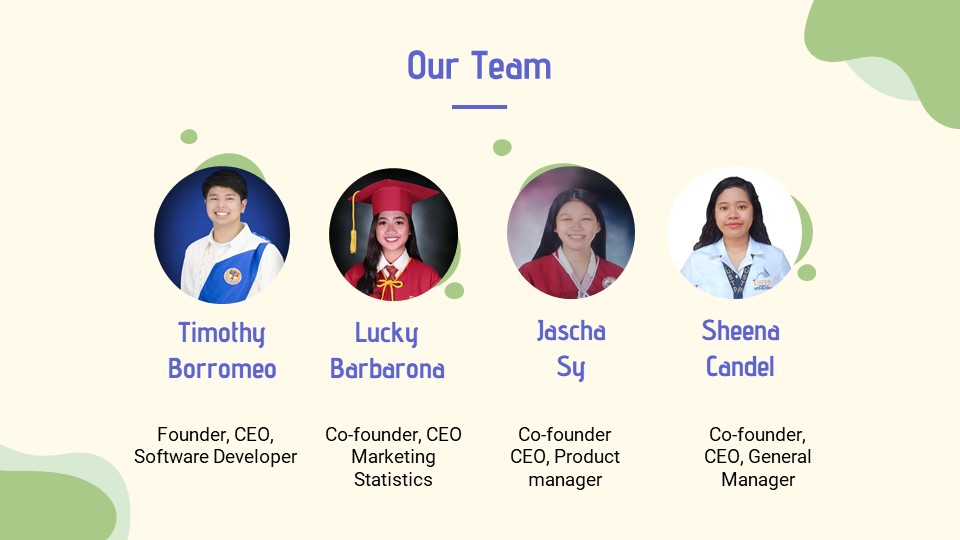 Our Team
Timothy
Borromeo
Founder, CEO,
Software Developer
Lucky
Barbarona
Co-founder, CEO
Marketing
Statistics
Jascha
Sy
Co-founder
CEO, Product
manager
Sheena
Candel
Co-founder,
CEO, General
Manager